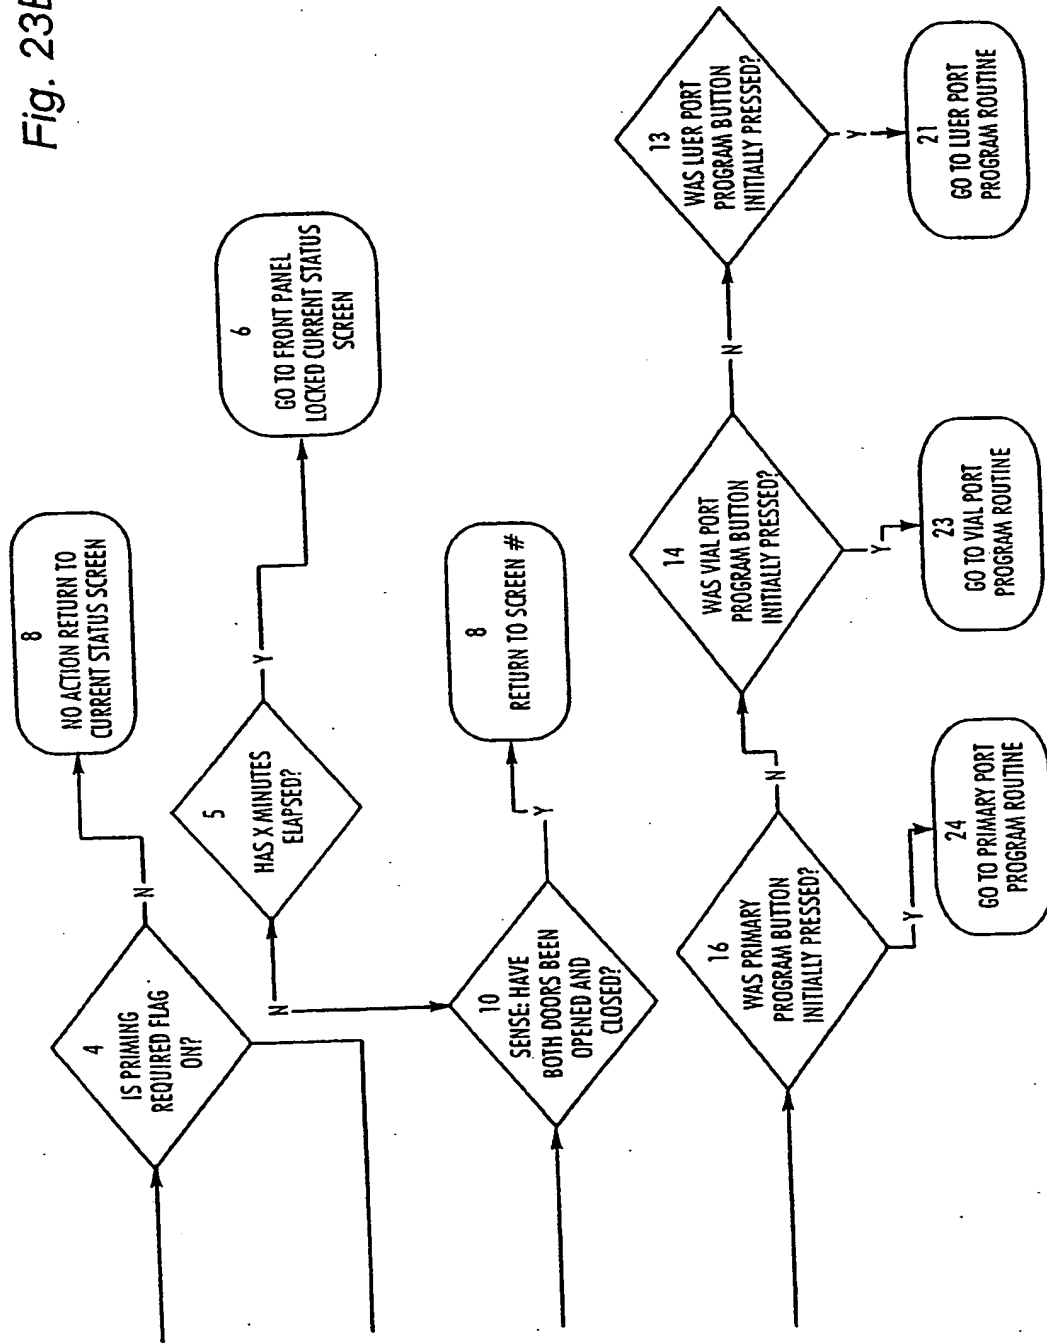 Fig. 23
4
IS PRIMING
REQUIRED FLAG
ON?
N
8
NO ACTION RETURN TO
CURRENT STATUS SCREEN
5
HAS X MINUTES
ELAPSED?
Y
N
6
GO TO FRONT PANEL
LOCKED CURRENT STATUS
SCREEN
10
SENSE: HAVE
BOTH DOORS BEEN
OPENED AND
CLOSED?
Y
8
RETURN TO SCREEN #
16
WAS PRIMARY
PROGRAM BUTTON
INITIALLY PRESSED?
N
Y
14
WAS VIAL PORT
PROGRAM BUTTON
INITIALLY PRESSED?
N
Y
13
WAS LUER PORT
PROGRAM BUTTON
INITIALLY PRESSED?
Y
24
GO TO PRIMARY PORT
PROGRAM ROUTINE
23
GO TO VIAL PORT
PROGRAM ROUTINE
21
GO TO LUER PORT
PROGRAM ROUTINE